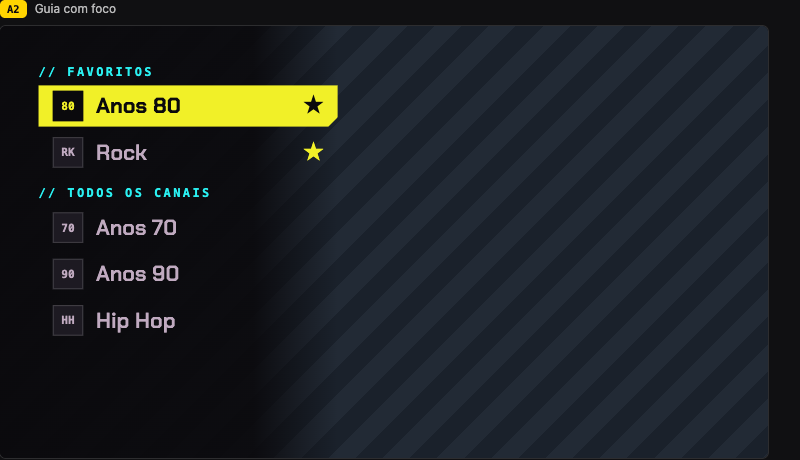 A2 Guia com foco
// FAVORITOS
80 Anos 80 ★
RK Rock ★
// TODOS OS CANAIS
70 Anos 70
90 Anos 90
HH Hip Hop